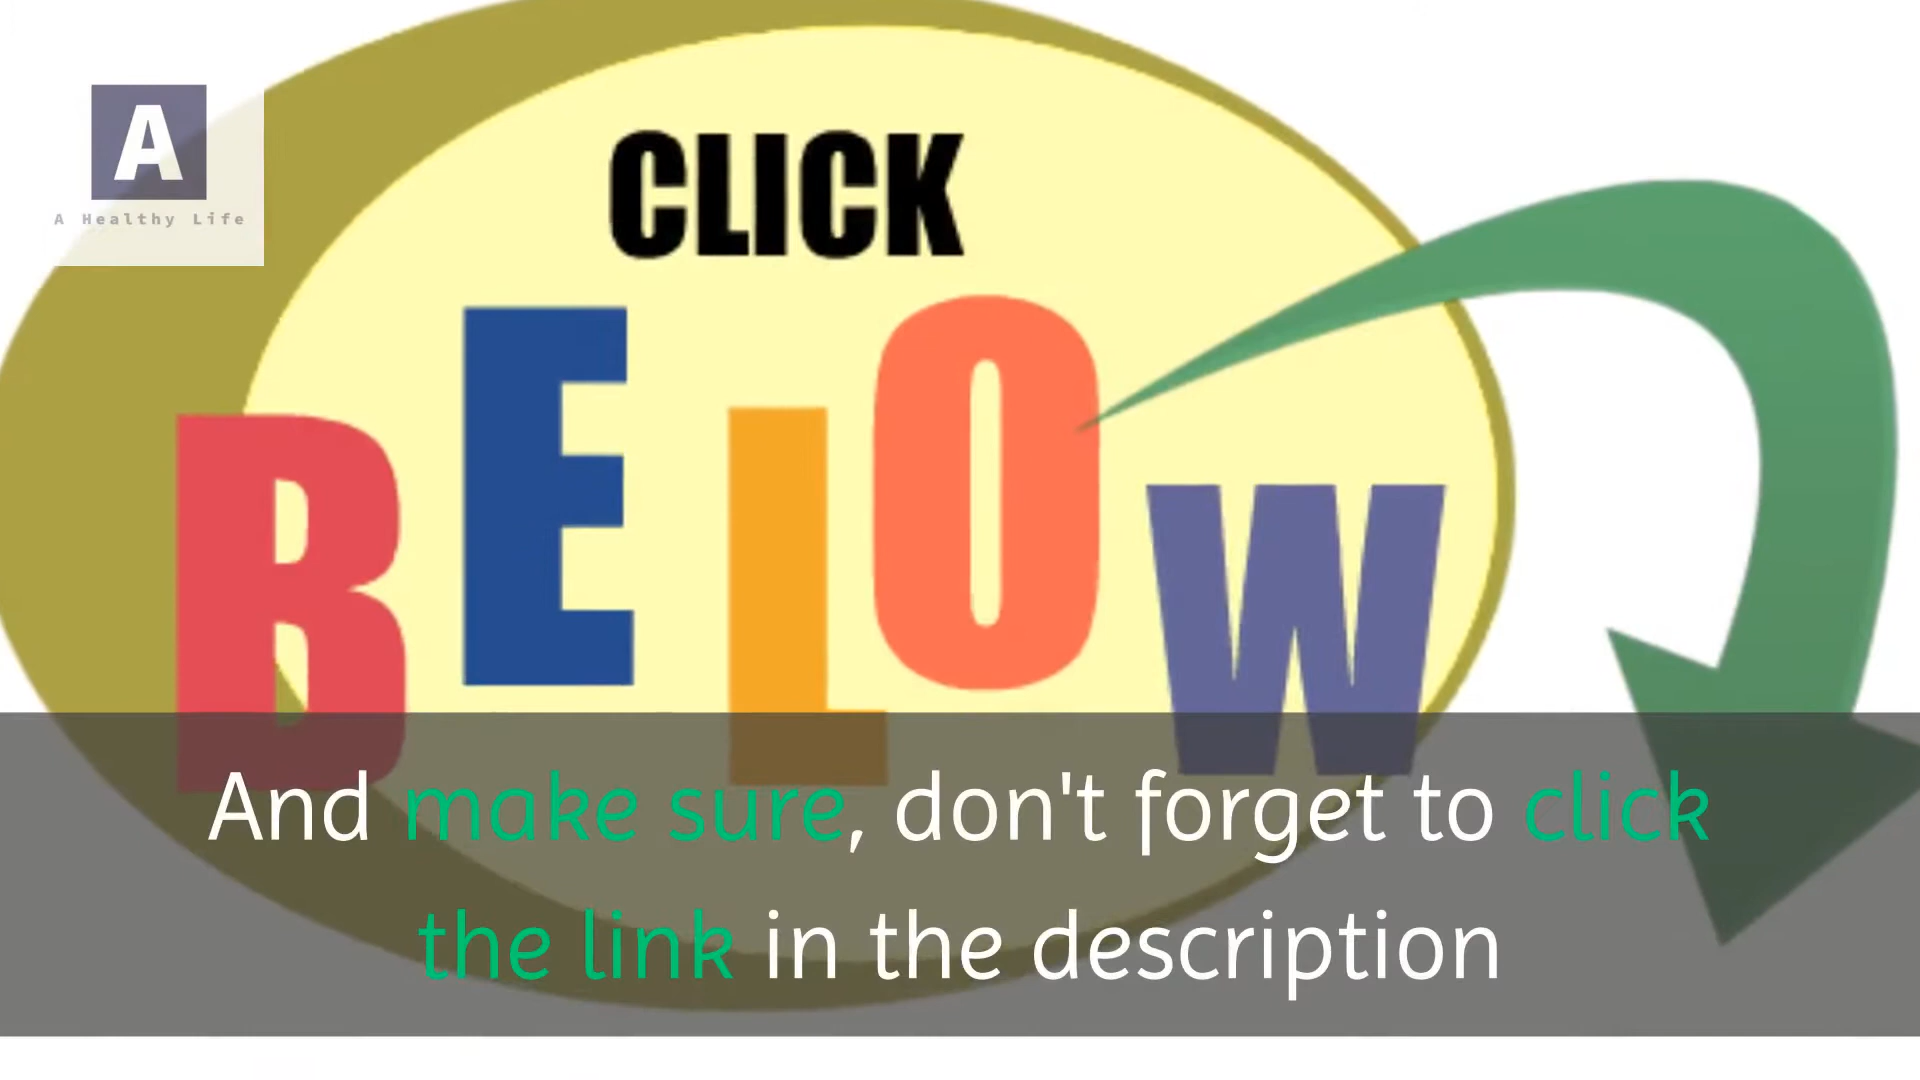 A
A Healthy Life
CLICK
BELOW
And make sure, don't forget to click
the link in the description